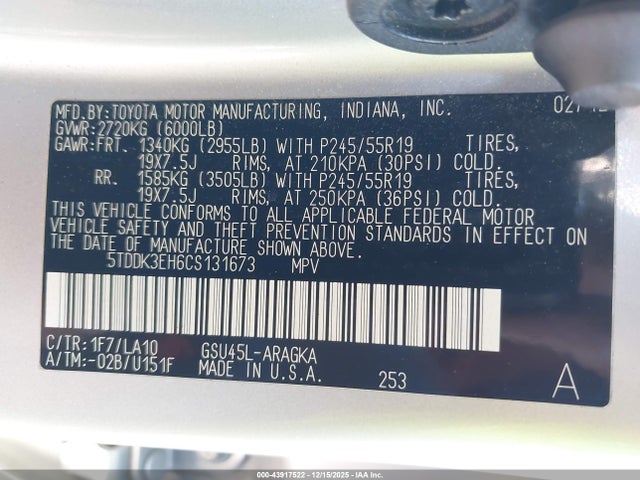 MFD.BY:TOYOTA MOTOR MANUFACTURING, INDIANA, INC.
GVWR:2720KG (6000LB)
GAWR:FRT. 1340KG (2955LB) WITH P245/55R19 TIRES,
19X7.5J RIMS, AT 210KPA (30PSI) COLD.
RR. 1585KG (3505LB) WITH P245/55R19 TIRES,
19X7.5J RIMS, AT 250KPA (36PSI) COLD.
THIS VEHICLE CONFORMS TO ALL APPLICABLE FEDERAL MOTOR
VEHICLE SAFETY AND THEFT PREVENTION STANDARDS IN EFFECT ON
THE DATE OF MANUFACTURE SHOWN ABOVE.
5TDDK3EH6CS131673 MPV
C/TR:1F7/LA10 GSU45L-ARAGKA
A/TM:-02B/U151F MADE IN U.S.A. 253 A
© - 43917522 - 12/15/2025 - IAA Inc.